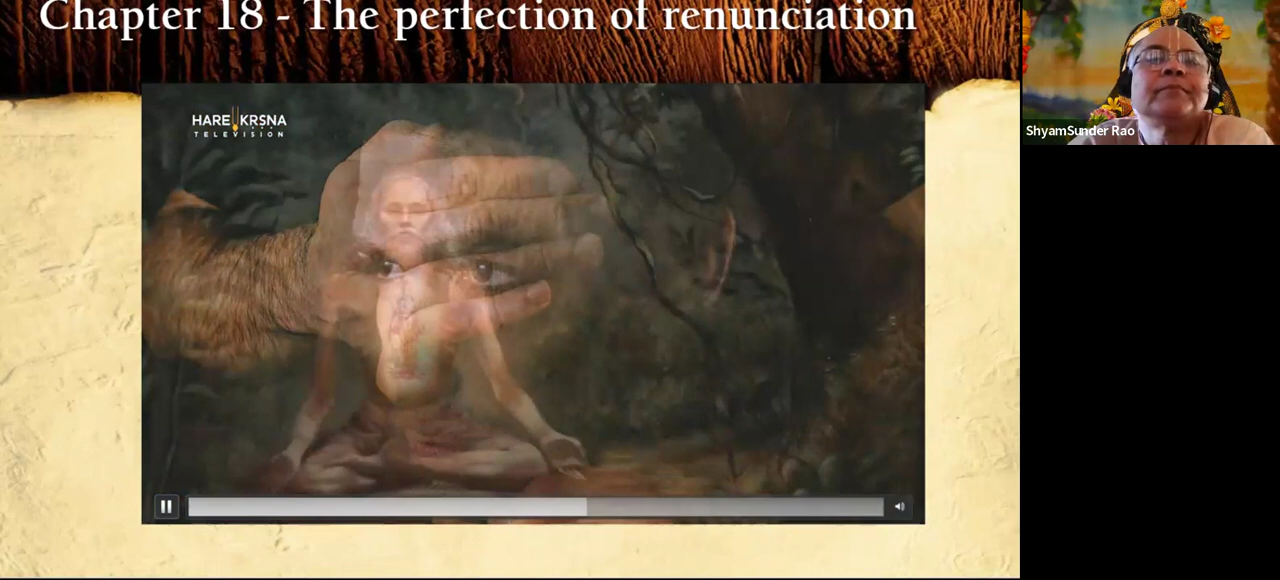 Chapter 18 - The perfection of renunciation
HARE KRSNA
TELEVISION
ShyamSunder Rao